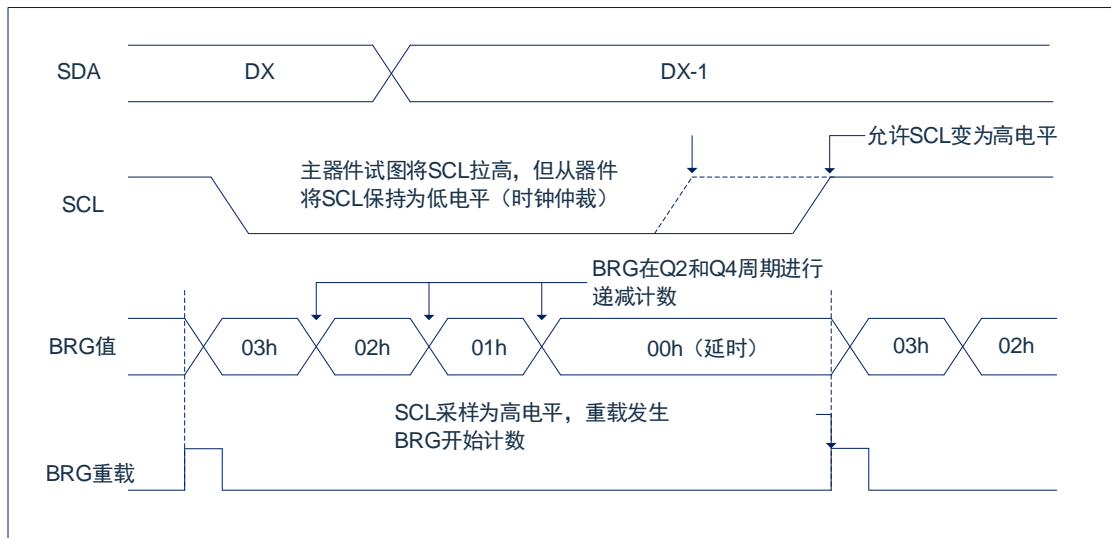 SDA
DX
DX-1
允许SCL变为高电平
主器件试图将SCL拉高，但从器件
将SCL保持为低电平（时钟仲裁）
SCL
BRG在Q2和Q4周期进行
递减计数
BRG值
03h
02h
01h
00h（延时）
03h
02h
SCL采样为高电平，重载发生
BRG开始计数
BRG重载